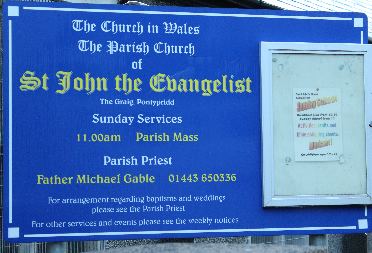 The Church in Wales
The Parish Church
of
St John the Evangelist
The Graig, Pontypridd
Sunday Services
11.00am Parish Mass
Parish Priest
Father Michael Gable 01443 650336
For arrangement regarding baptisms and weddings
please see the Parish Priest
For other services and events please see the weekly notices